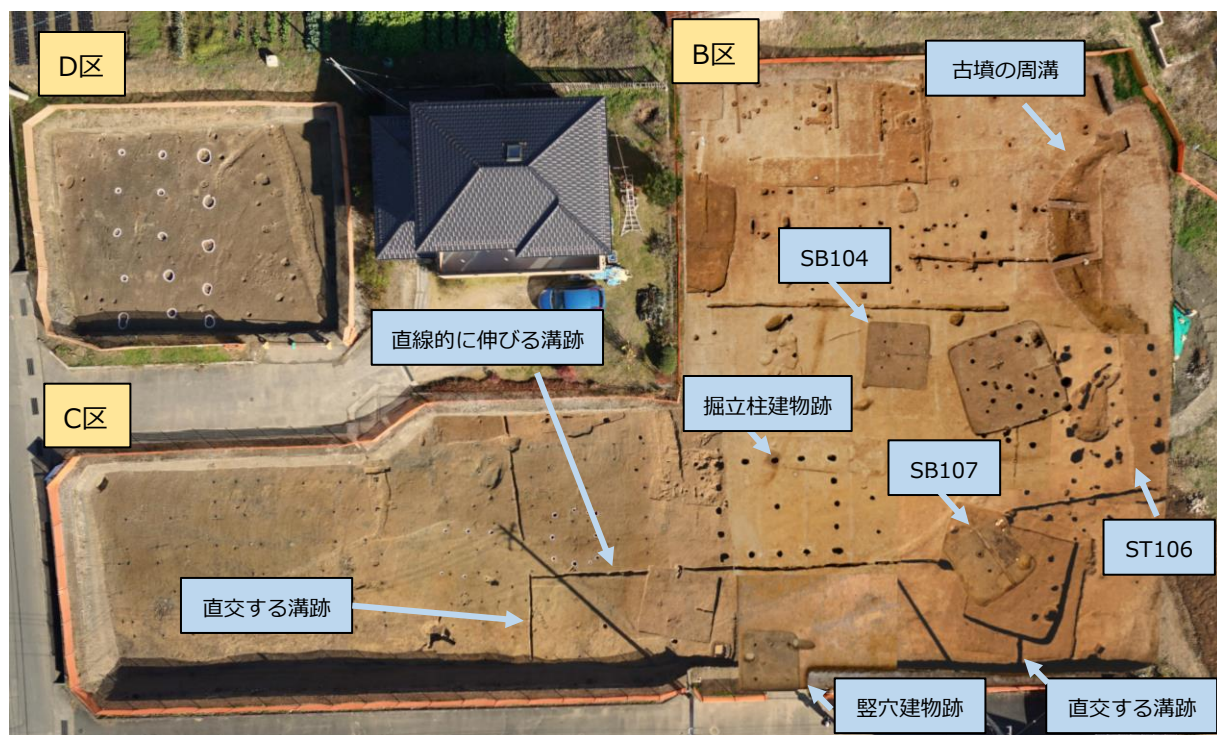 D区
B区
古墳の周溝
SB104
直線的に伸びる溝跡
掘立柱建物跡
C区
SB107
ST106
直交する溝跡
竪穴建物跡
直交する溝跡